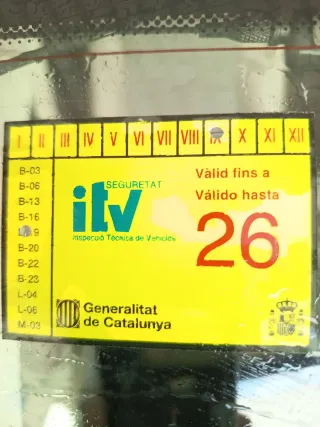 I II III IV V VI VII VIII IX X XI XII
B-03
B-06
B-13
B-16
B-20
B-22
B-23
L-04
L-06
M-03
SEGURETAT
itv
Inspecció Tècnica de Vehicles
Vàlid fins a
Válido hasta
26
Generalitat
de Catalunya